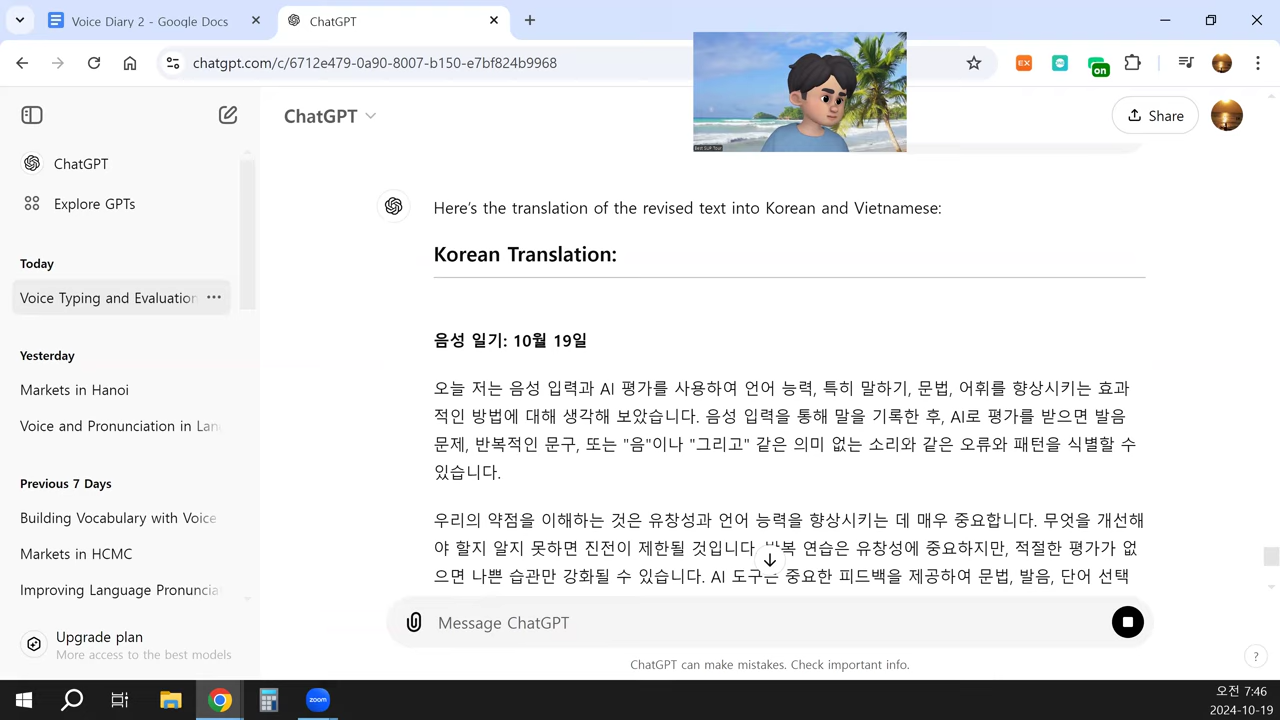 Voice Diary 2 - Google Docs
ChatGPT
chatgpt.com/c/6712e479-0a90-8007-b150-e7bf824b9968
EX
on
ChatGPT
Share
ChatGPT
Explore GPTs
Today
Voice Typing and Evaluation
Yesterday
Markets in Hanoi
Voice and Pronunciation in Lan
Previous 7 Days
Building Vocabulary with Voice
Markets in HCMC
Improving Language Pronuncia
Upgrade plan
More access to the best models
Here's the translation of the revised text into Korean and Vietnamese:
Korean Translation:
음성 일기: 10월 19일
오늘 저는 음성 입력과 AI 평가를 사용하여 언어 능력, 특히 말하기, 문법, 어휘를 향상시키는 효과
적인 방법에 대해 생각해 보았습니다. 음성 입력을 통해 말을 기록한 후, AI로 평가를 받으면 발음
문제, 반복적인 문구, 또는 "음"이나 "그리고" 같은 의미 없는 소리와 같은 오류와 패턴을 식별할 수
있습니다.
우리의 약점을 이해하는 것은 유창성과 언어 능력을 향상시키는 데 매우 중요합니다. 무엇을 개선해
야 할지 알지 못하면 진전이 제한될 것입니다. 반복 연습은 유창성에 중요하지만, 적절한 평가가 없
으면 나쁜 습관만 강화될 수 있습니다. AI 도구는 중요한 피드백을 제공하여 문법, 발음, 단어 선택
Message ChatGPT
ChatGPT can make mistakes. Check important info.
?
zoom
오전 7:46
2024-10-19